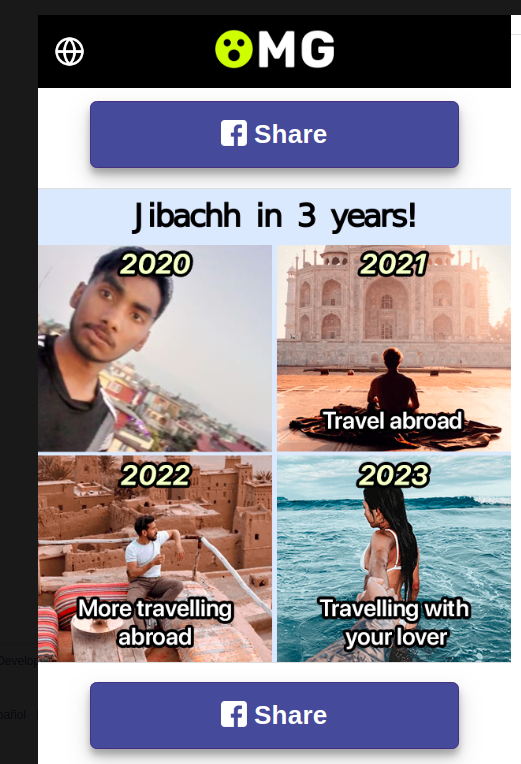 OMG
Share
Jibachh in 3 years!
2020
2021
Travel abroad
2022
More travelling
abroad
2023
Travelling with
your lover
Share